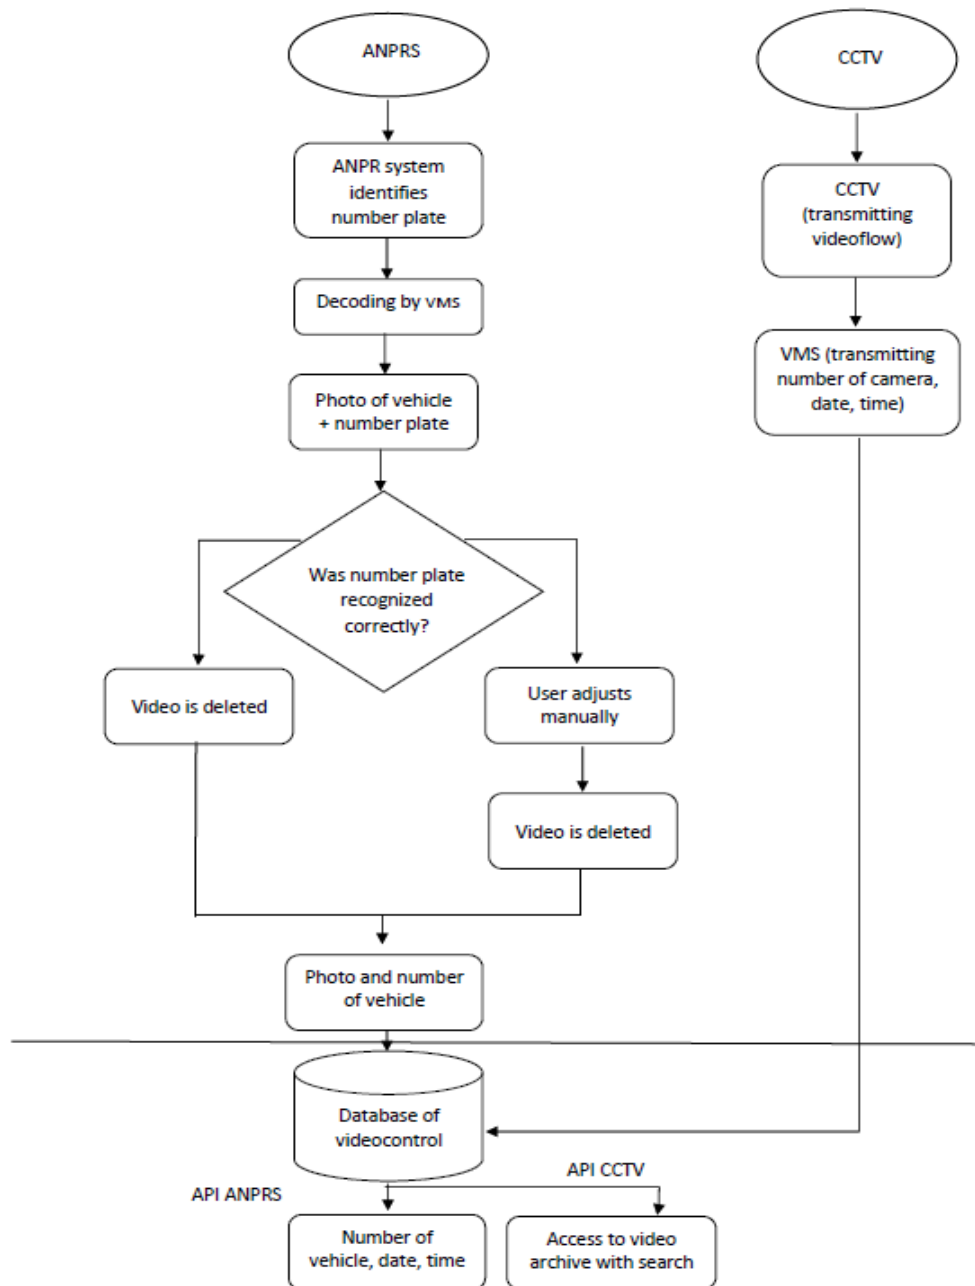 ANPRS
CCTV
ANPR system
identifies
number plate
CCTV
(transmitting
videoflow)
Decoding by VMS
VMS (transmitting
number of camera,
date, time)
Photo of vehicle
+ number plate
Was number plate
recognized
correctly?
Video is deleted
User adjusts
manually
Video is deleted
Photo and number
of vehicle
Database of
videocontrol
API CCTV
API ANPRS
Number of
vehicle, date, time
Access to video
archive with search